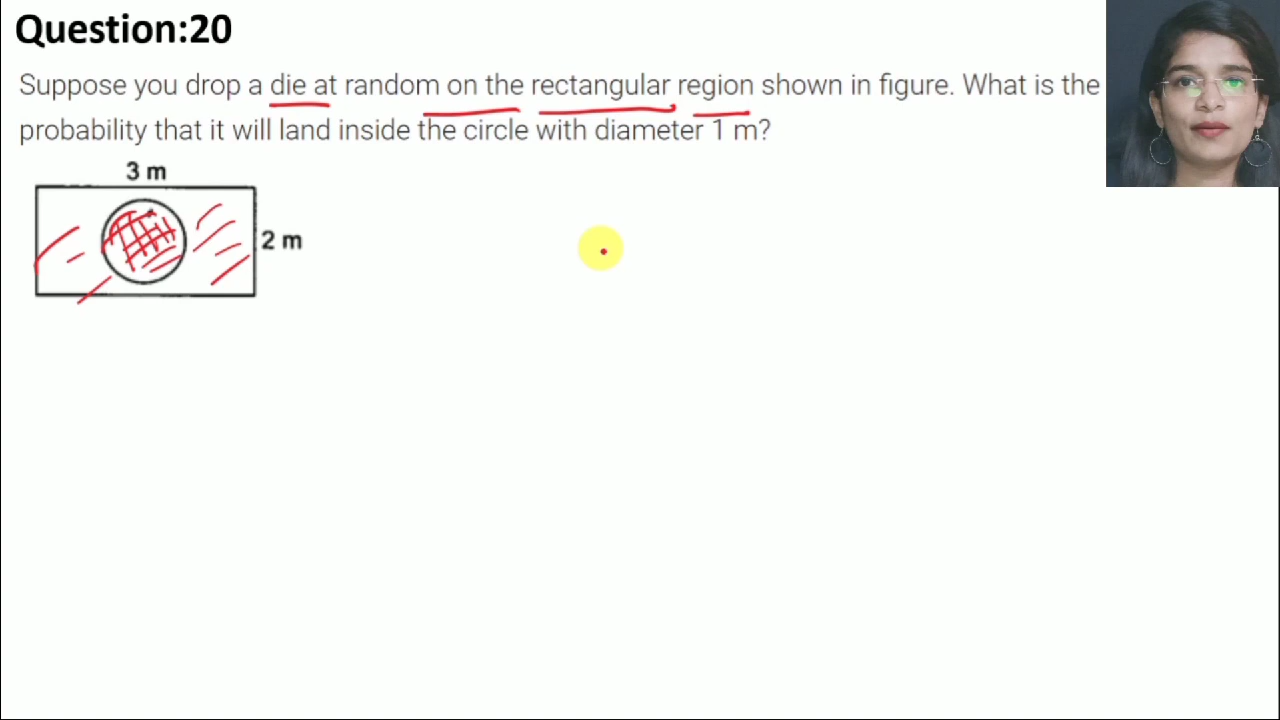 Question:20
Suppose you drop a die at random on the rectangular region shown in figure. What is the
probability that it will land inside the circle with diameter 1 m?
3 m
2 m